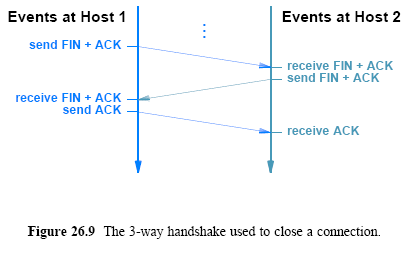 Events at Host 1
Events at Host 2
send FIN + ACK
receive FIN + ACK
send FIN + ACK
receive FIN + ACK
send ACK
receive ACK
Figure 26.9 The 3-way handshake used to close a connection.